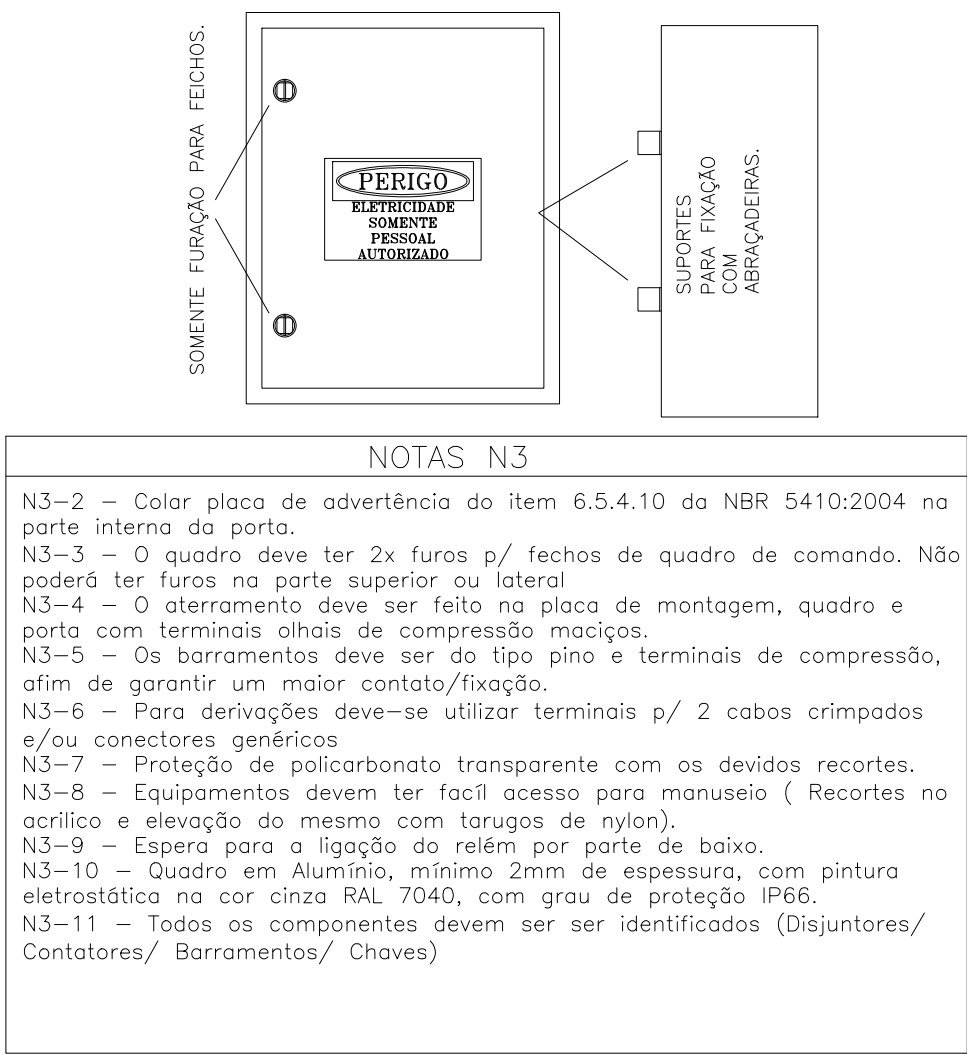 SOMENTE FURAÇÃO PARA FEICHOS.
PERIGO
ELETRICIDADE
SOMENTE
PESSOAL
AUTORIZADO
SUPORTES
PARA FIXAÇÃO
COM
ABRAÇADEIRAS.
NOTAS N3
N3-2 - Colar placa de advertência do item 6.5.4.10 da NBR 5410:2004 na
parte interna da porta.
N3-3 - O quadro deve ter 2x furos p/ fechos de quadro de comando. Não
poderá ter furos na parte superior ou lateral
N3-4 - O aterramento deve ser feito na placa de montagem, quadro e
porta com terminais olhais de compressão maciços.
N3-5 - Os barramentos deve ser do tipo pino e terminais de compressão,
afim de garantir um maior contato/fixação.
N3-6 - Para derivações deve-se utilizar terminais p/ 2 cabos crimpados
e/ou conectores genéricos
N3-7 - Proteção de policarbonato transparente com os devidos recortes.
N3-8 - Equipamentos devem ter facíl acesso para manuseio ( Recortes no
acrilico e elevação do mesmo com tarugos de nylon).
N3-9 - Espera para a ligação do relém por parte de baixo.
N3-10 - Quadro em Alumínio, mínimo 2mm de espessura, com pintura
eletrostática na cor cinza RAL 7040, com grau de proteção IP66.
N3-11 - Todos os componentes devem ser ser identificados (Disjuntores/
Contatores/ Barramentos/ Chaves)